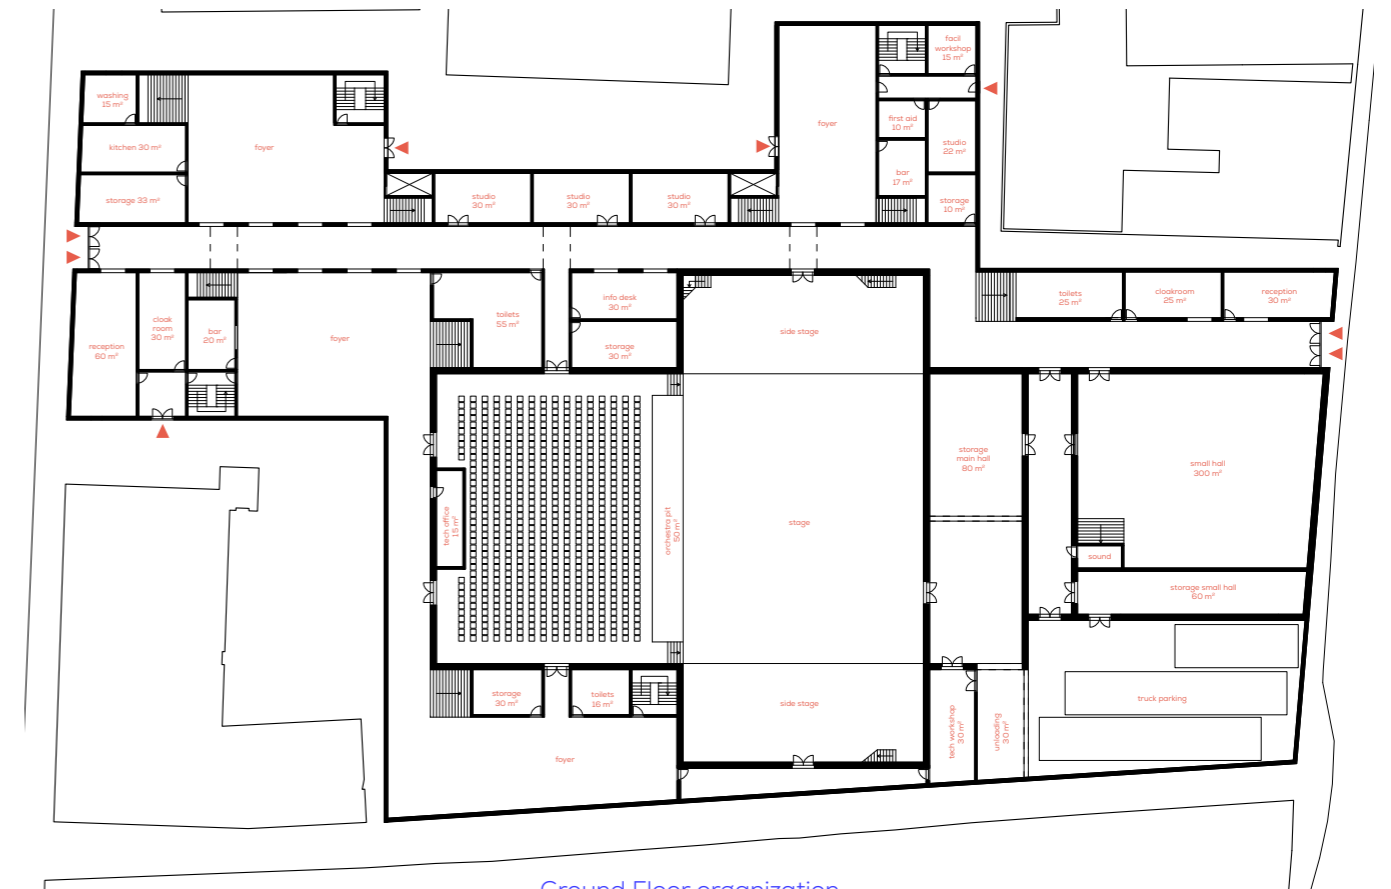 facil
workshop
15 m²
washing
15 m²
foyer
first aid
10 m²
kitchen 30 m²
foyer
studio
22 m²
bar
17 m²
storage 33 m²
studio
30 m²
studio
30 m²
studio
30 m²
storage
10 m²
toilets
25 m²
cloakroom
25 m²
reception
30 m²
info desk
30 m²
cloak
room
30 m²
bar
20 m²
toilets
55 m²
side stage
reception
60 m²
foyer
storage
30 m²
storage
main hall
80 m²
small hall
300 m²
tech office
15 m²
orchestra pit
50 m²
stage
sound
storage small hall
60 m²
storage
30 m²
toilets
16 m²
side stage
tech workshop
30 m²
unloading
30 m²
truck parking
foyer
Ground Floor organization